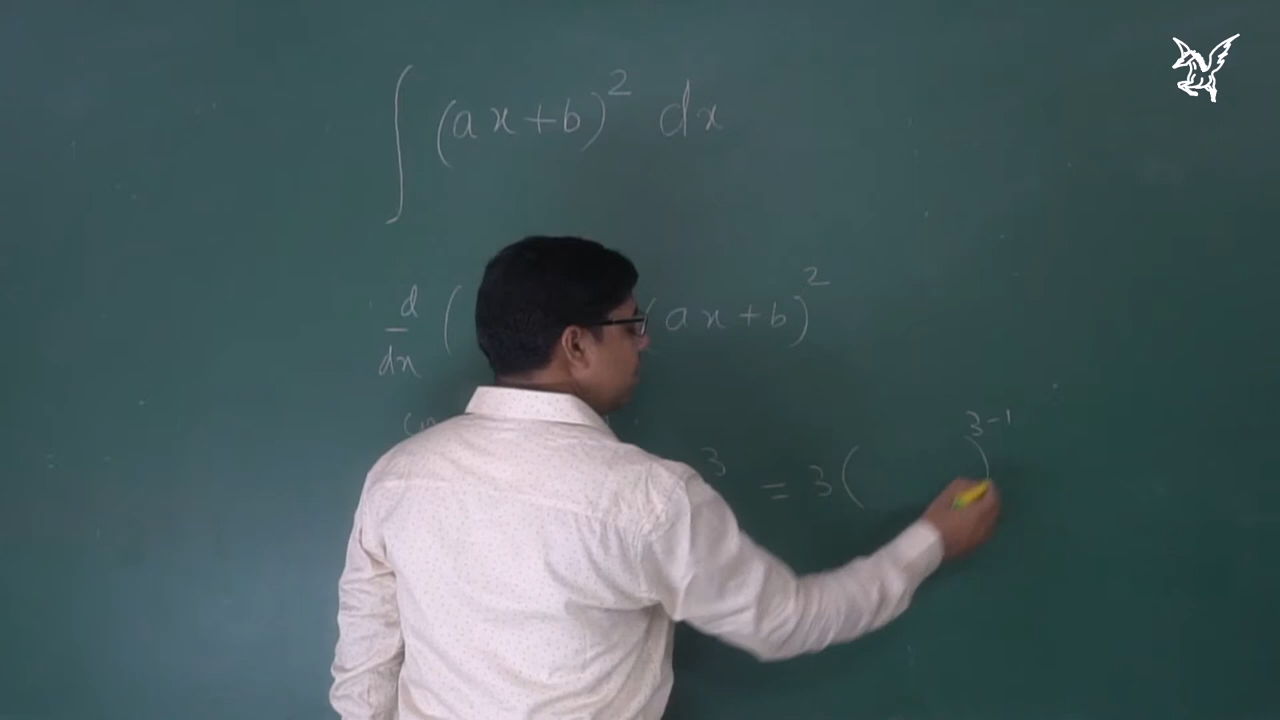 ∫ (ax+b)² dx
d/dx ( (ax+b)²
3 = 3( )³⁻¹